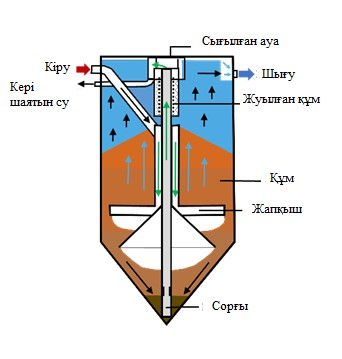 Сығылған ауа
Кіру
Шығу
Кері
шаятын су
Жуылған құм
Құм
Жапқыш
Сорғы